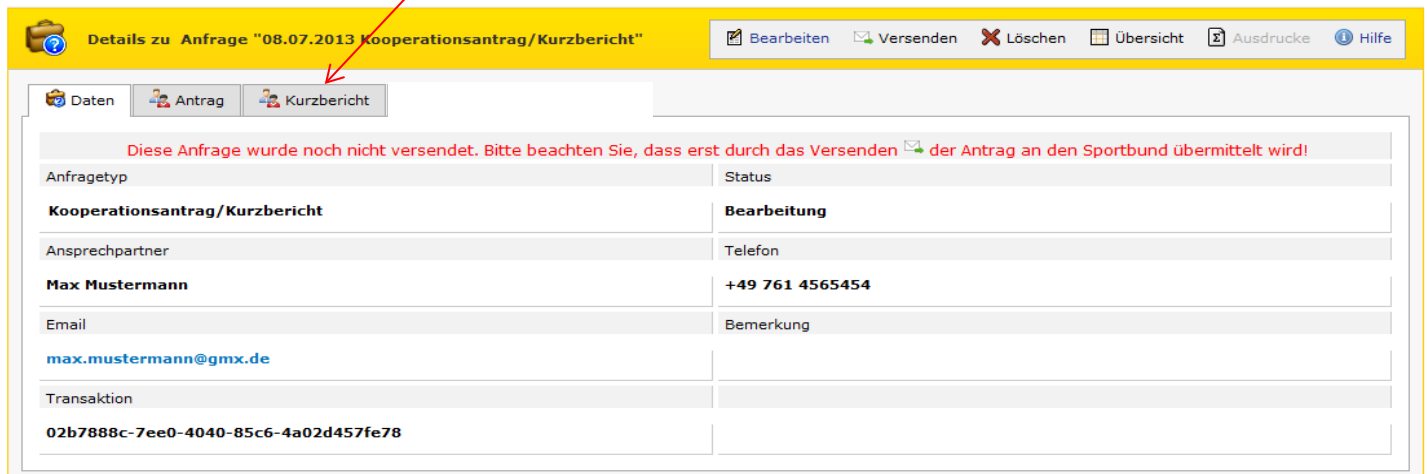 Details zu Anfrage "08.07.2013 Kooperationsantrag/Kurzbericht"
Bearbeiten Versenden Löschen Übersicht Ausdrucke Hilfe
Daten Antrag Kurzbericht
Diese Anfrage wurde noch nicht versendet. Bitte beachten Sie, dass erst durch das Versenden der Antrag an den Sportbund übermittelt wird!
Anfragetyp Status
Kooperationsantrag/Kurzbericht Bearbeitung
Ansprechpartner Telefon
Max Mustermann +49 761 4565454
Email Bemerkung
max.mustermann@gmx.de
Transaktion
02b7888c-7ee0-4040-85c6-4a02d457fe78